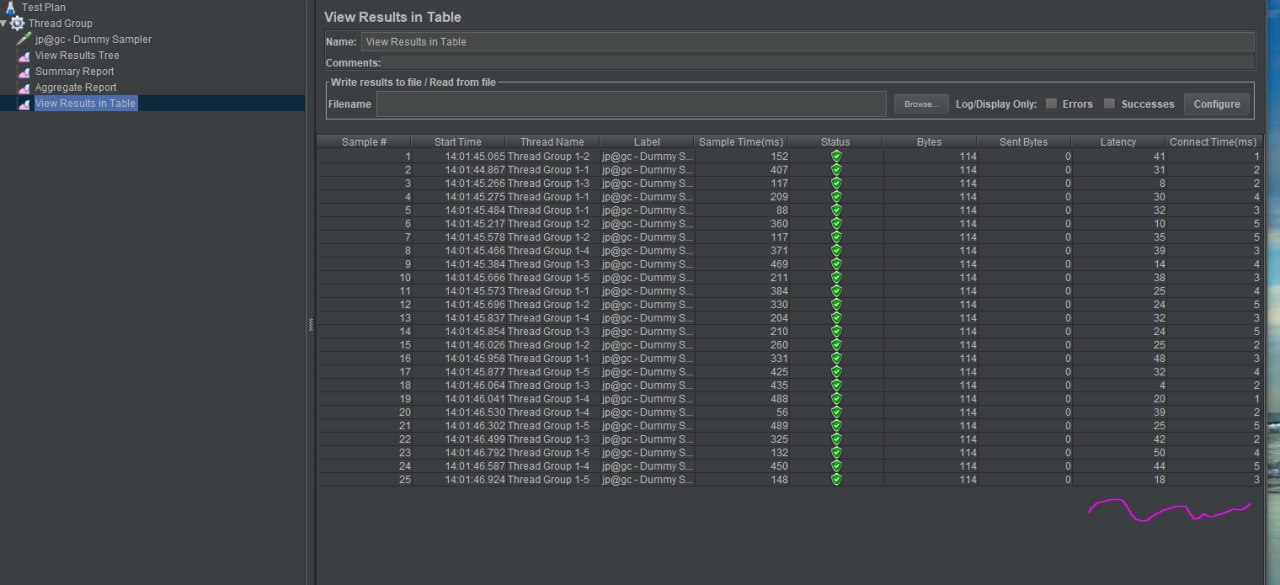 Test Plan
Thread Group
jp@gc - Dummy Sampler
View Results Tree
Summary Report
Aggregate Report
View Results in Table
View Results in Table
Name: View Results in Table
Comments:
Write results to file / Read from file
Filename Browse... Log/Display Only: Errors Successes Configure
Sample # Start Time Thread Name Label Sample Time(ms) Status Bytes Sent Bytes Latency Connect Time(ms)
1 14:01:45.065 Thread Group 1-2 jp@gc - Dummy S... 152 114 0 41 1
2 14:01:44.867 Thread Group 1-1 jp@gc - Dummy S... 407 114 0 31 2
3 14:01:45.266 Thread Group 1-3 jp@gc - Dummy S... 117 114 0 8 2
4 14:01:45.275 Thread Group 1-1 jp@gc - Dummy S... 209 114 0 30 4
5 14:01:45.484 Thread Group 1-1 jp@gc - Dummy S... 88 114 0 32 3
6 14:01:45.217 Thread Group 1-2 jp@gc - Dummy S... 360 114 0 10 5
7 14:01:45.578 Thread Group 1-2 jp@gc - Dummy S... 117 114 0 35 5
8 14:01:45.466 Thread Group 1-4 jp@gc - Dummy S... 371 114 0 39 3
9 14:01:45.384 Thread Group 1-3 jp@gc - Dummy S... 469 114 0 14 4
10 14:01:45.666 Thread Group 1-5 jp@gc - Dummy S... 211 114 0 38 3
11 14:01:45.573 Thread Group 1-1 jp@gc - Dummy S... 384 114 0 25 4
12 14:01:45.696 Thread Group 1-2 jp@gc - Dummy S... 330 114 0 24 5
13 14:01:45.837 Thread Group 1-4 jp@gc - Dummy S... 204 114 0 32 3
14 14:01:45.854 Thread Group 1-3 jp@gc - Dummy S... 210 114 0 24 5
15 14:01:46.026 Thread Group 1-2 jp@gc - Dummy S... 260 114 0 25 2
16 14:01:45.958 Thread Group 1-1 jp@gc - Dummy S... 331 114 0 48 3
17 14:01:45.877 Thread Group 1-5 jp@gc - Dummy S... 425 114 0 32 4
18 14:01:46.064 Thread Group 1-3 jp@gc - Dummy S... 435 114 0 4 2
19 14:01:46.041 Thread Group 1-4 jp@gc - Dummy S... 488 114 0 20 1
20 14:01:46.530 Thread Group 1-4 jp@gc - Dummy S... 56 114 0 39 2
21 14:01:46.302 Thread Group 1-5 jp@gc - Dummy S... 489 114 0 25 5
22 14:01:46.499 Thread Group 1-3 jp@gc - Dummy S... 325 114 0 42 2
23 14:01:46.792 Thread Group 1-5 jp@gc - Dummy S... 132 114 0 50 4
24 14:01:46.587 Thread Group 1-4 jp@gc - Dummy S... 450 114 0 44 5
25 14:01:46.924 Thread Group 1-5 jp@gc - Dummy S... 148 114 0 18 3